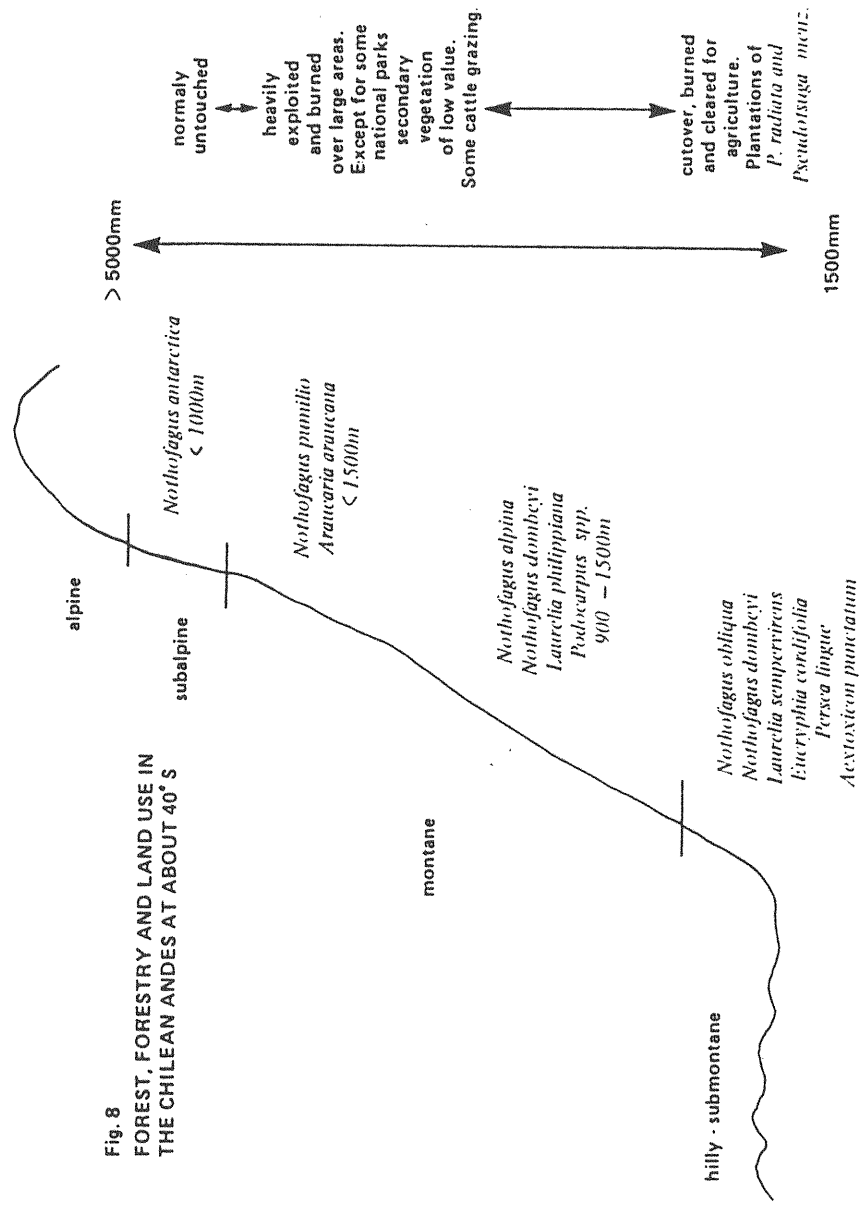 Fig. 8
FOREST, FORESTRY AND LAND USE IN
THE CHILEAN ANDES AT ABOUT 40° S
alpine
subalpine
montane
hilly - submontane
Nothofagus antarctica
< 1000m
Nothofagus pumilio
Araucaria araucana
< 1500m
Nothofagus alpina
Nothofagus dombeyi
Laurelia philippiana
Podocarpus spp.
900 – 1500m
Nothofagus obliqua
Nothofagus dombeyi
Laurelia sempervirens
Eucryphia cordifolia
Persea lingue
Aextoxicon punctatum
> 5000mm
1500mm
normaly
untouched
heavily
exploited
and burned
over large areas.
Except for some
national parks
secondary
vegetation
of low value.
Some cattle grazing.
cutover, burned
and cleared for
agriculture.
Plantations of
P. radiata and
Pseudotsuga menz.